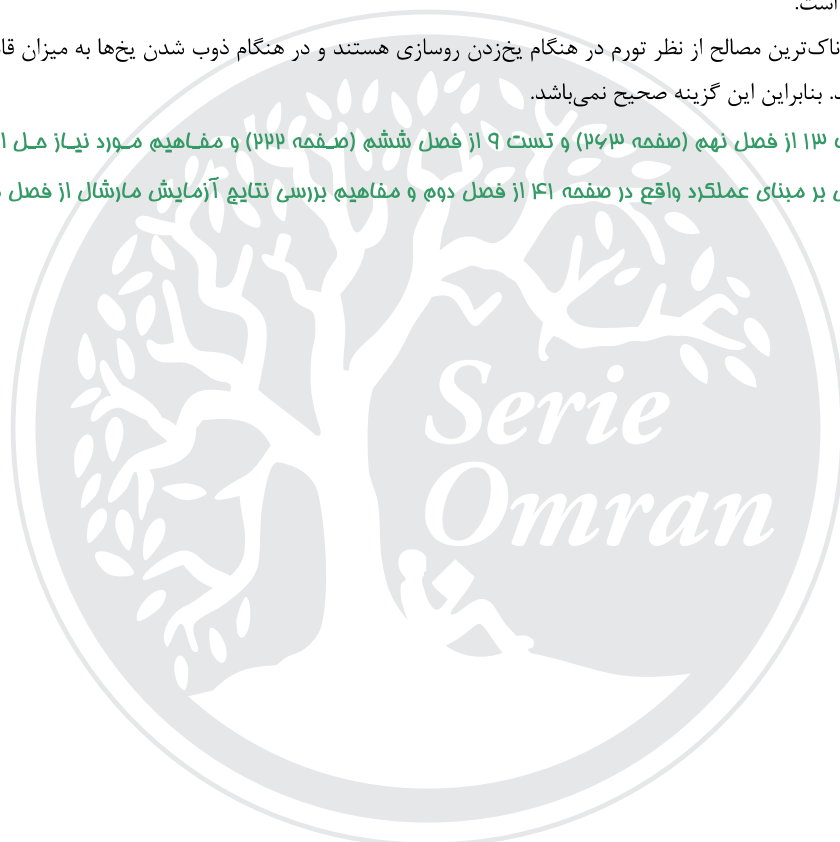 است.
ناک‌ترین مصالح از نظر تورم در هنگام یخ‌زدن روسازی هستند و در هنگام ذوب شدن یخ‌ها به میزان
د. بنابراین این گزینه صحیح نمی‌باشد.
۱۳ از فصل نهم (صفحه ۲۶۳) و تست ۹ از فصل ششم (صفحه ۲۲۲) و مفاهیم مورد نیاز حل
بر مبنای عملکرد واقع در صفحه ۴۱ از فصل دوم و مفاهیم بررسی نتایج آزمایش مارشال از فصل
Serie
Omran